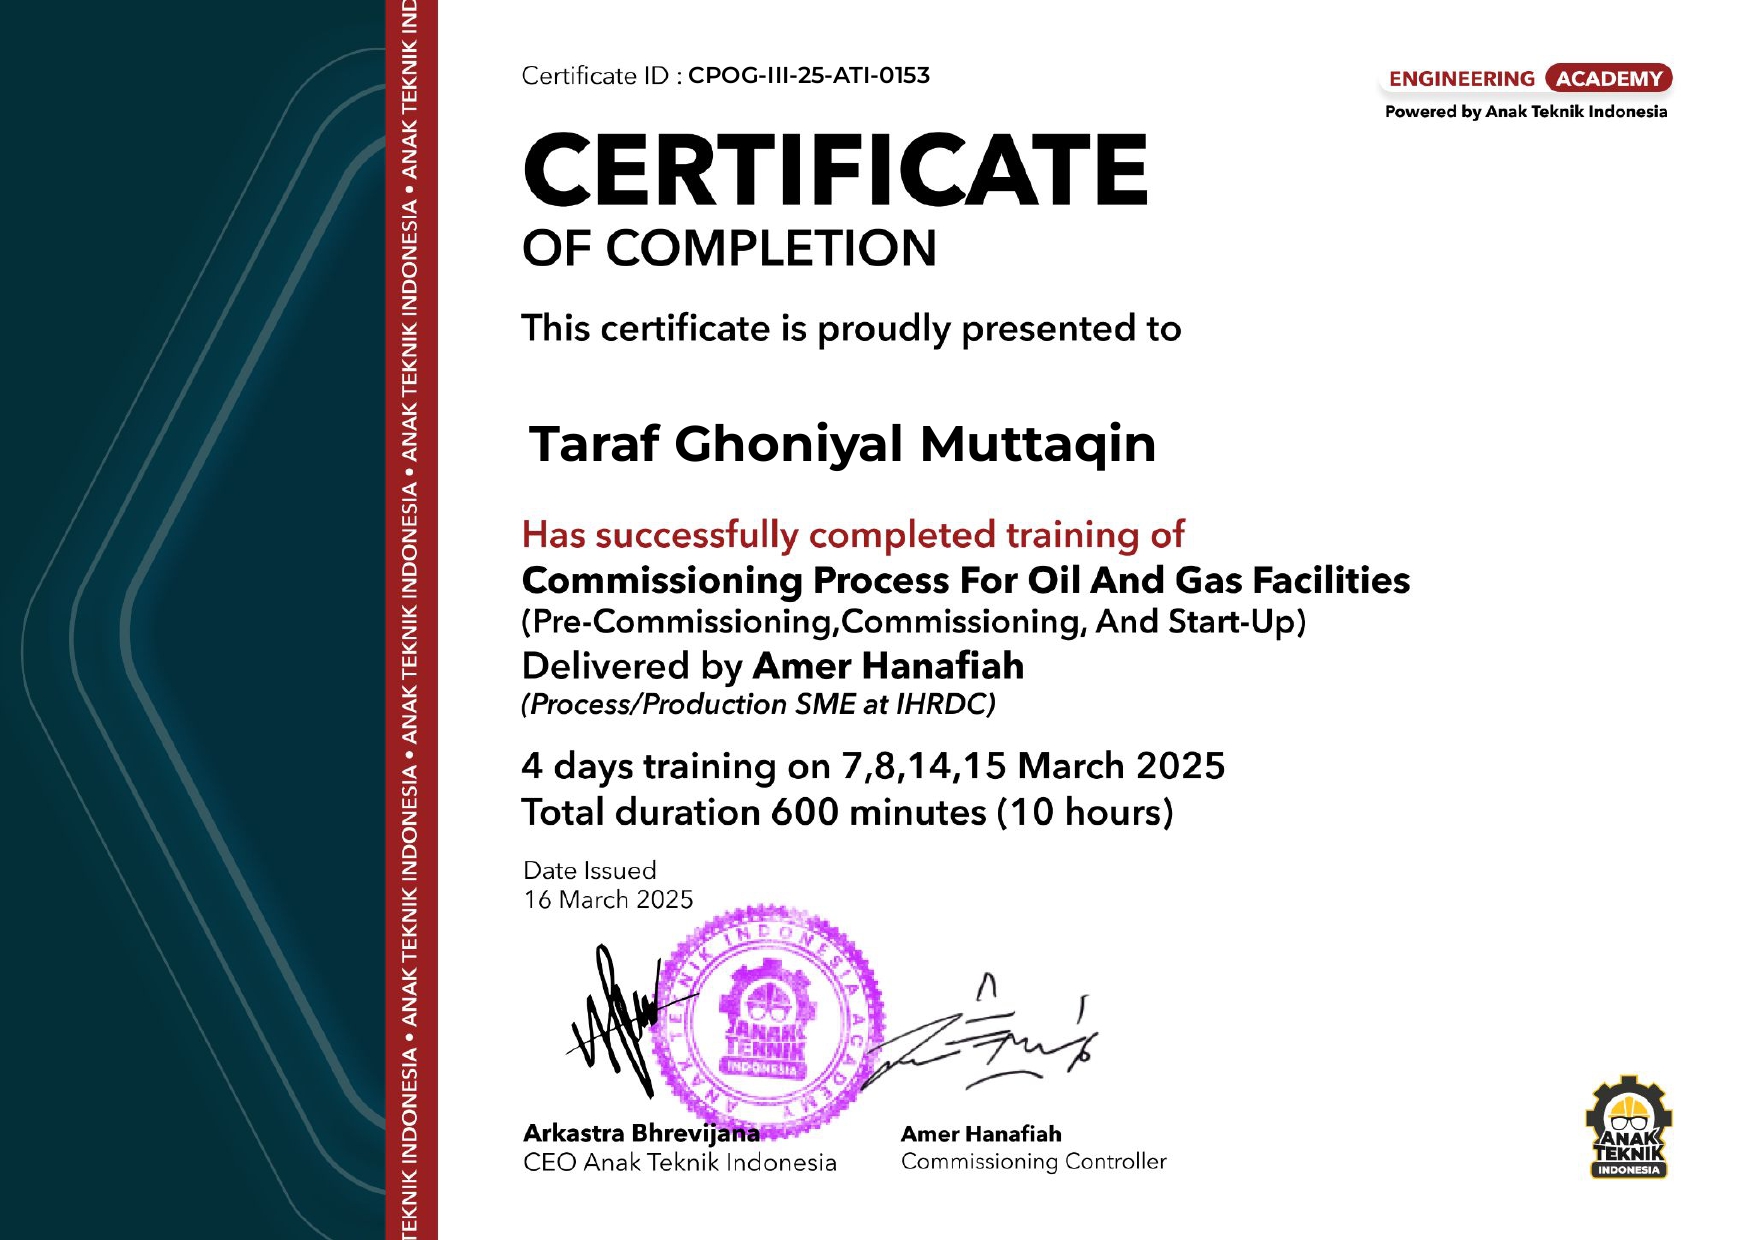 Certificate ID : CPOG-III-25-ATI-0153
ENGINEERING ACADEMY
Powered by Anak Teknik Indonesia
CERTIFICATE
OF COMPLETION
This certificate is proudly presented to
Taraf Ghoniyal Muttaqin
Has successfully completed training of
Commissioning Process For Oil And Gas Facilities
(Pre-Commissioning,Commissioning, And Start-Up)
Delivered by Amer Hanafiah
(Process/Production SME at IHRDC)
4 days training on 7,8,14,15 March 2025
Total duration 600 minutes (10 hours)
Date Issued
16 March 2025
ANAK TEKNIK INDONESIA ACADEMY
ANAK
TEKNIK
INDONESIA
Arkastra Bhrevijana
CEO Anak Teknik Indonesia
Amer Hanafiah
Commissioning Controller
ANAK
TEKNIK
INDONESIA
TEKNIK INDONESIA • ANAK TEKNIK INDONESIA • ANAK TEKNIK INDONESIA • ANAK TEKNIK INDONESIA • ANAK TEKNIK IND